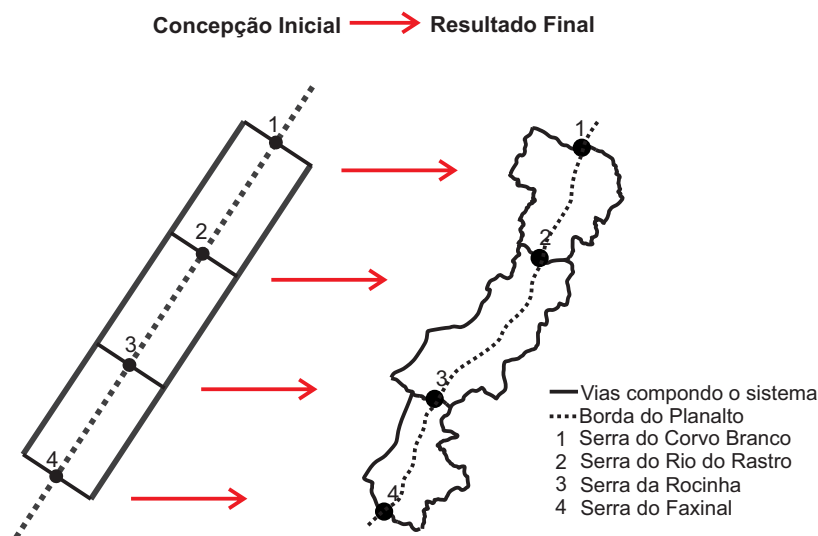 Concepção Inicial Resultado Final
1
2
3
4
1
2
3
4
Vias compondo o sistema
Borda do Planalto
1 Serra do Corvo Branco
2 Serra do Rio do Rastro
3 Serra da Rocinha
4 Serra do Faxinal